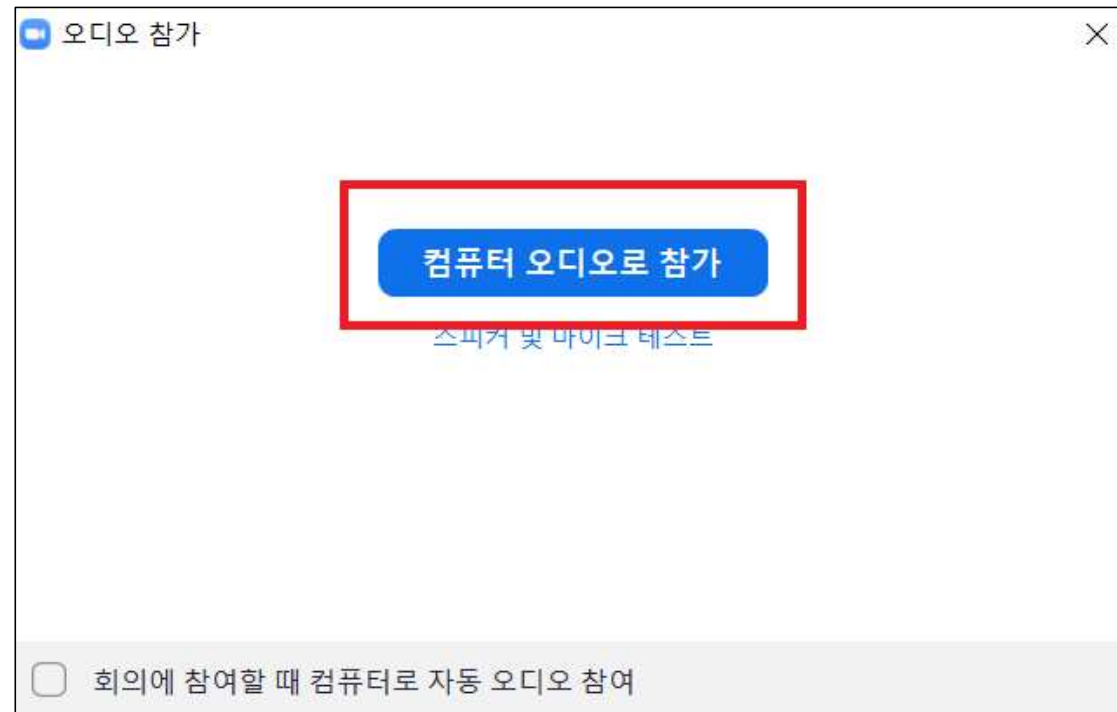 오디오 참가
컴퓨터 오디오로 참가
스피커 및 마이크 테스트
회의에 참여할 때 컴퓨터로 자동 오디오 참여